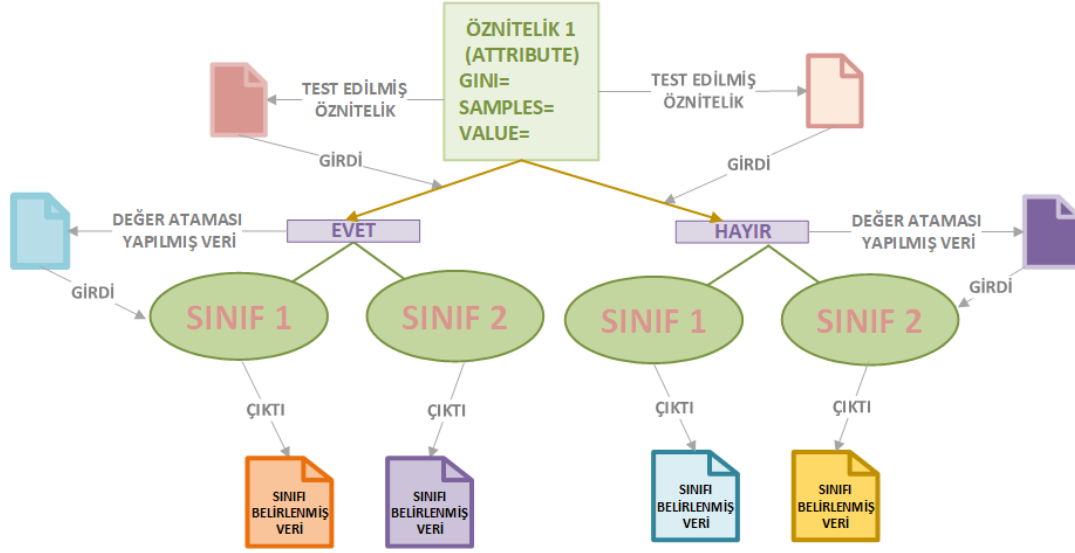 ÖZNİTELİK 1
(ATTRIBUTE)
GINI=
SAMPLES=
VALUE=
TEST EDİLMİŞ
ÖZNİTELİK
TEST EDİLMİŞ
ÖZNİTELİK
GİRDİ
GİRDİ
DEĞER ATAMASI
YAPILMIŞ VERİ
EVET
HAYIR
DEĞER ATAMASI
YAPILMIŞ VERİ
GİRDİ
GİRDİ
SINIF 1
SINIF 2
SINIF 1
SINIF 2
ÇIKTI
ÇIKTI
ÇIKTI
ÇIKTI
SINIFI
BELİRLENMİŞ
VERİ
SINIFI
BELİRLENMİŞ
VERİ
SINIFI
BELİRLENMİŞ
VERİ
SINIFI
BELİRLENMİŞ
VERİ